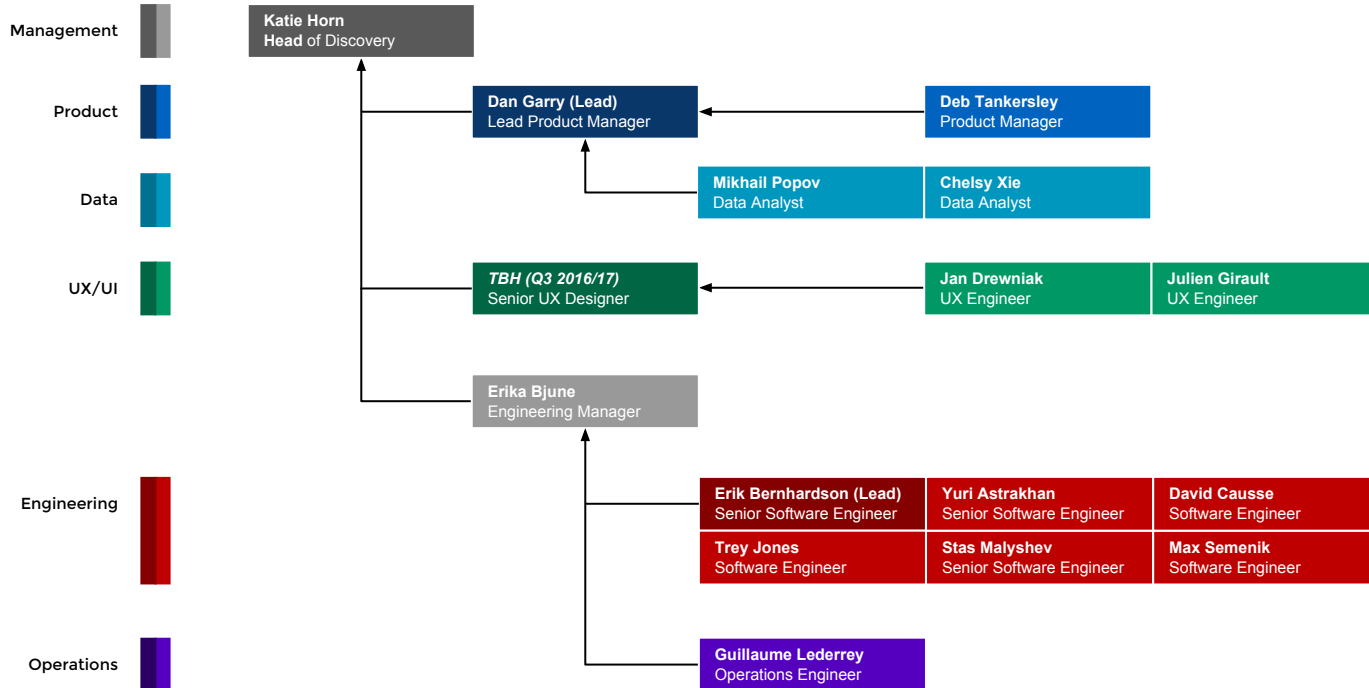 Management
Katie Horn
Head of Discovery
Product
Dan Garry (Lead)
Lead Product Manager
Deb Tankersley
Product Manager
Data
Mikhail Popov
Data Analyst
Chelsy Xie
Data Analyst
UX/UI
TBH (Q3 2016/17)
Senior UX Designer
Jan Drewniak
UX Engineer
Julien Girault
UX Engineer
Erika Bjune
Engineering Manager
Engineering
Erik Bernhardson (Lead)
Senior Software Engineer
Yuri Astrakhan
Senior Software Engineer
David Causse
Software Engineer
Trey Jones
Software Engineer
Stas Malyshev
Senior Software Engineer
Max Semenik
Software Engineer
Operations
Guillaume Lederrey
Operations Engineer